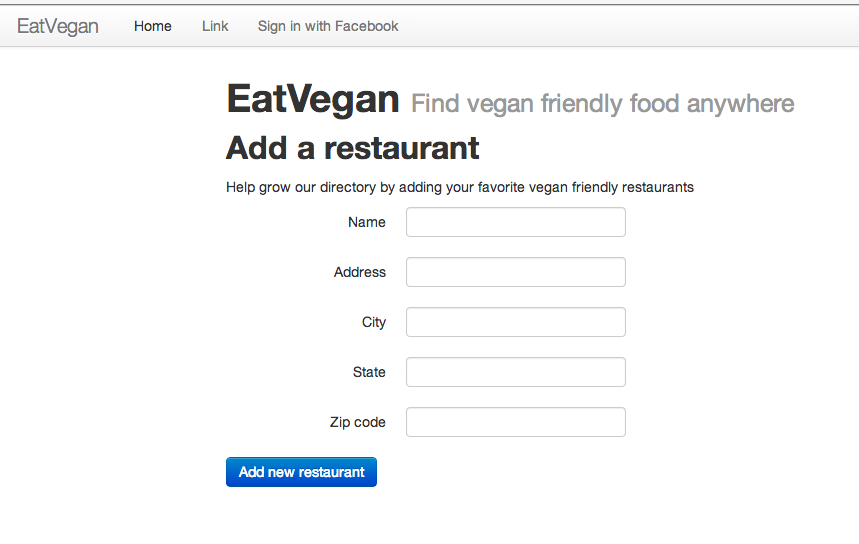 EatVegan Home Link Sign in with Facebook
EatVegan Find vegan friendly food anywhere
Add a restaurant
Help grow our directory by adding your favorite vegan friendly restaurants
Name
Address
City
State
Zip code
Add new restaurant